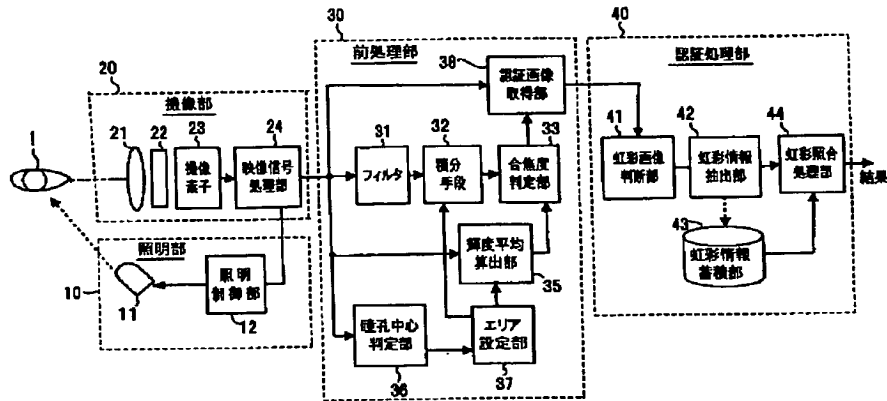 30
前処理部
40
認証処理部
20
撮像部
21
22
23
24
撮像
素子
映像信号
処理部
1
10
照明部
11
照明
制御部
12
38
認証画像
取得部
31
フィルタ
32
積分
手段
33
合焦度
判定部
輝度平均
算出部
35
瞳孔中心
判定部
36
エリア
設定部
37
41
虹彩画像
判断部
42
虹彩情報
抽出部
44
虹彩照合
処理部
結果
43
虹彩情報
蓄積部